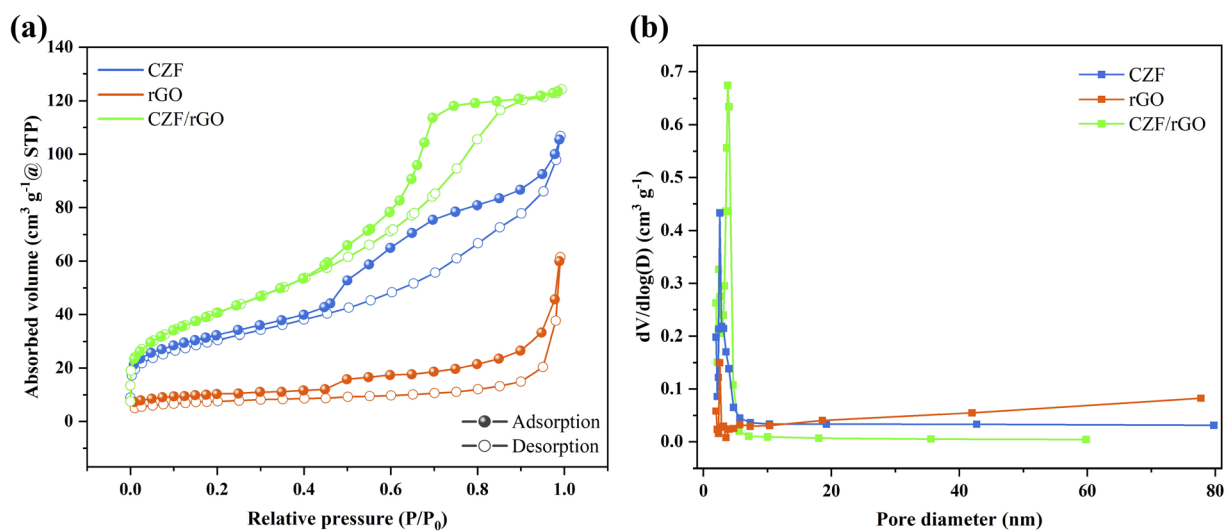 (a)
140
120
100
80
60
40
20
0
Absorbed volume (cm³ g⁻¹@ STP)
CZF
rGO
CZF/rGO
Adsorption
Desorption
0.0 0.2 0.4 0.6 0.8 1.0
Relative pressure (P/P₀)
(b)
0.7
0.6
0.5
0.4
0.3
0.2
0.1
0.0
dV/dlog(D) (cm³ g⁻¹)
CZF
rGO
CZF/rGO
0 20 40 60 80
Pore diameter (nm)